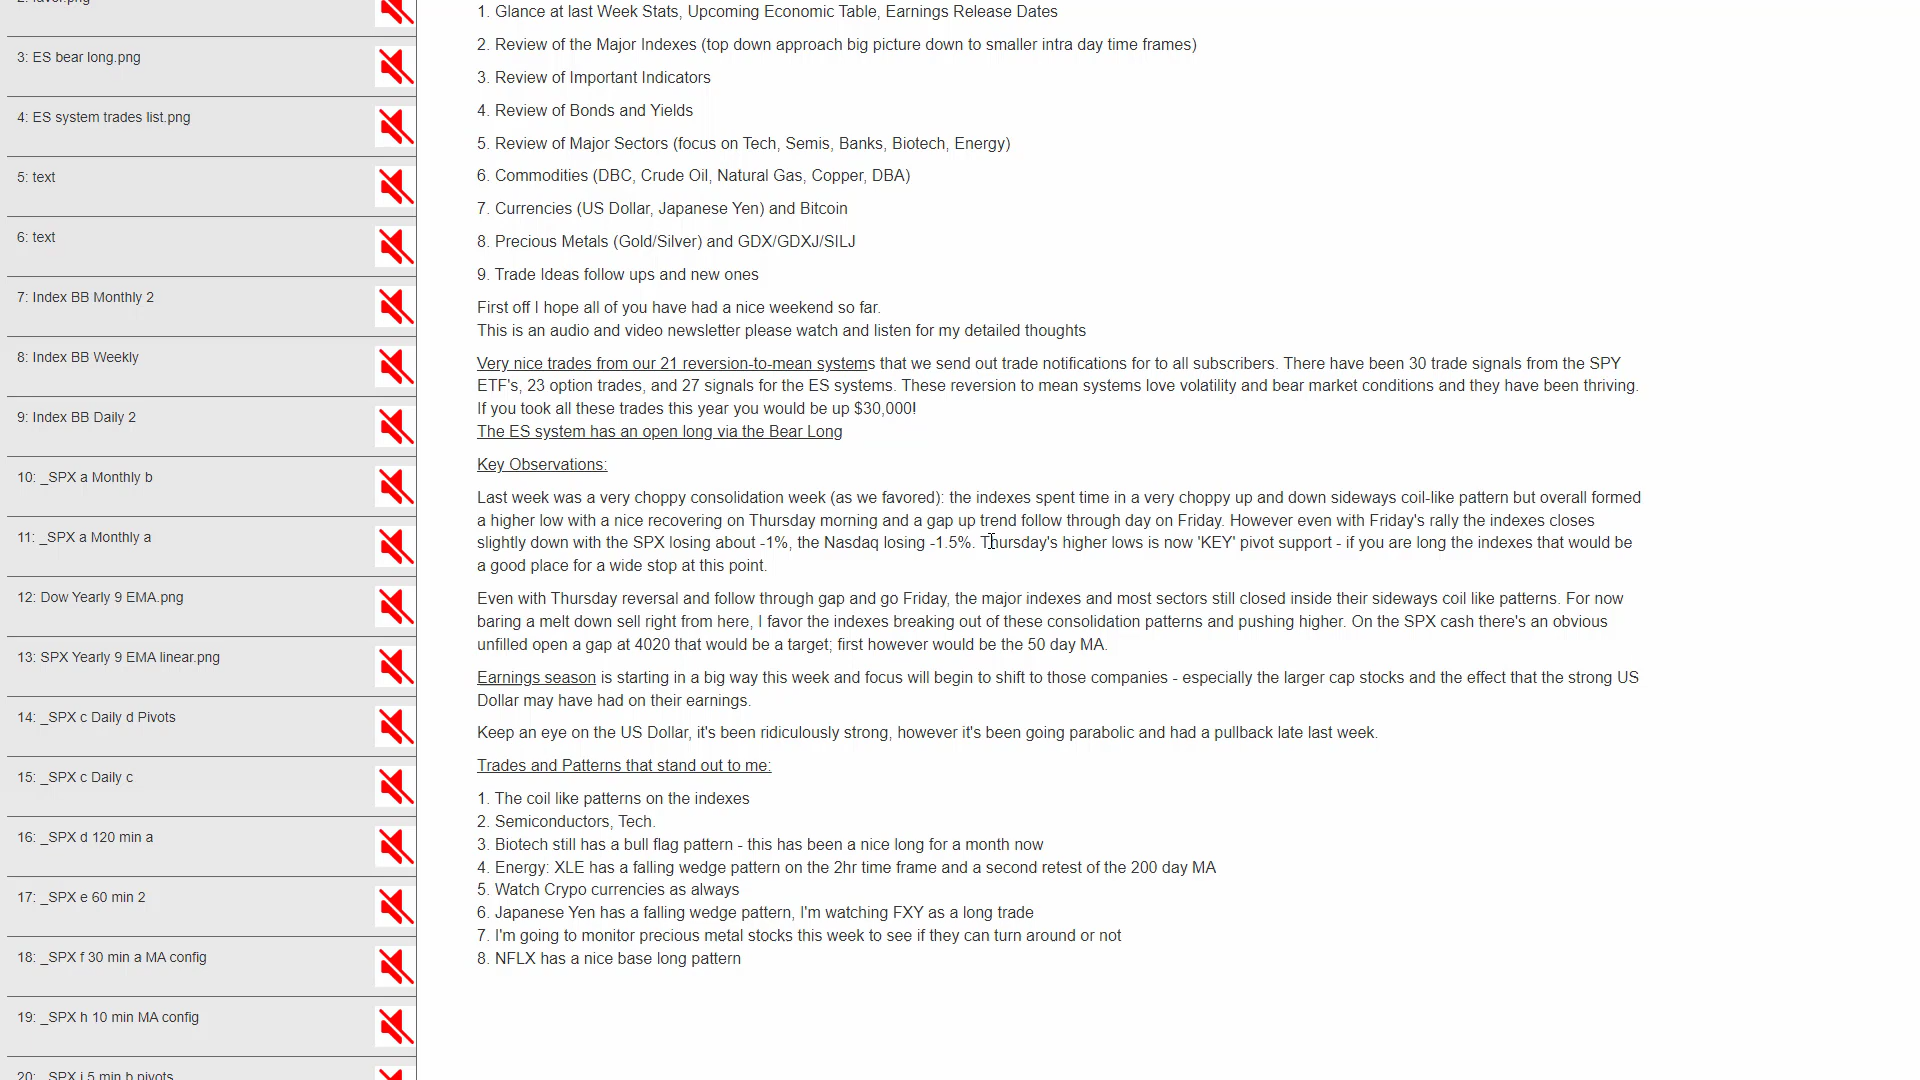 3: ES bear long.png
4: ES system trades list.png
5: text
6: text
7: Index BB Monthly 2
8: Index BB Weekly
9: Index BB Daily 2
10: _SPX a Monthly b
11: _SPX a Monthly a
12: Dow Yearly 9 EMA.png
13: SPX Yearly 9 EMA linear.png
14: _SPX c Daily d Pivots
15: _SPX c Daily c
16: _SPX d 120 min a
17: _SPX e 60 min 2
18: _SPX f 30 min a MA config
19: _SPX h 10 min MA config
20: _SPX i 5 min b pivots
1. Glance at last Week Stats, Upcoming Economic Table, Earnings Release Dates
2. Review of the Major Indexes (top down approach big picture down to smaller intra day time frames)
3. Review of Important Indicators
4. Review of Bonds and Yields
5. Review of Major Sectors (focus on Tech, Semis, Banks, Biotech, Energy)
6. Commodities (DBC, Crude Oil, Natural Gas, Copper, DBA)
7. Currencies (US Dollar, Japanese Yen) and Bitcoin
8. Precious Metals (Gold/Silver) and GDX/GDXJ/SILJ
9. Trade Ideas follow ups and new ones
First off I hope all of you have had a nice weekend so far.
This is an audio and video newsletter please watch and listen for my detailed thoughts
Very nice trades from our 21 reversion-to-mean systems that we send out trade notifications for to all subscribers. There have been 30 trade signals from the SPY
ETF's, 23 option trades, and 27 signals for the ES systems. These reversion to mean systems love volatility and bear market conditions and they have been thriving.
If you took all these trades this year you would be up $30,000!
The ES system has an open long via the Bear Long
Key Observations:
Last week was a very choppy consolidation week (as we favored): the indexes spent time in a very choppy up and down sideways coil-like pattern but overall formed
a higher low with a nice recovering on Thursday morning and a gap up trend follow through day on Friday. However even with Friday's rally the indexes closes
slightly down with the SPX losing about -1%, the Nasdaq losing -1.5%. Thursday's higher lows is now 'KEY' pivot support - if you are long the indexes that would be
a good place for a wide stop at this point.
Even with Thursday reversal and follow through gap and go Friday, the major indexes and most sectors still closed inside their sideways coil like patterns. For now
baring a melt down sell right from here, I favor the indexes breaking out of these consolidation patterns and pushing higher. On the SPX cash there's an obvious
unfilled open a gap at 4020 that would be a target; first however would be the 50 day MA.
Earnings season is starting in a big way this week and focus will begin to shift to those companies - especially the larger cap stocks and the effect that the strong US
Dollar may have had on their earnings.
Keep an eye on the US Dollar, it's been ridiculously strong, however it's been going parabolic and had a pullback late last week.
Trades and Patterns that stand out to me:
1. The coil like patterns on the indexes
2. Semiconductors, Tech.
3. Biotech still has a bull flag pattern - this has been a nice long for a month now
4. Energy: XLE has a falling wedge pattern on the 2hr time frame and a second retest of the 200 day MA
5. Watch Crypo currencies as always
6. Japanese Yen has a falling wedge pattern, I'm watching FXY as a long trade
7. I'm going to monitor precious metal stocks this week to see if they can turn around or not
8. NFLX has a nice base long pattern